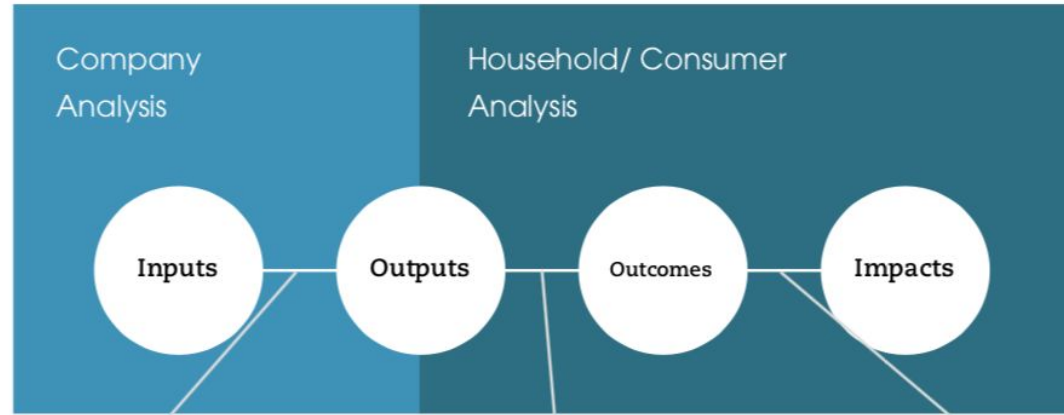 Company
Analysis
Household/ Consumer
Analysis
Inputs
Outputs
Outcomes
Impacts